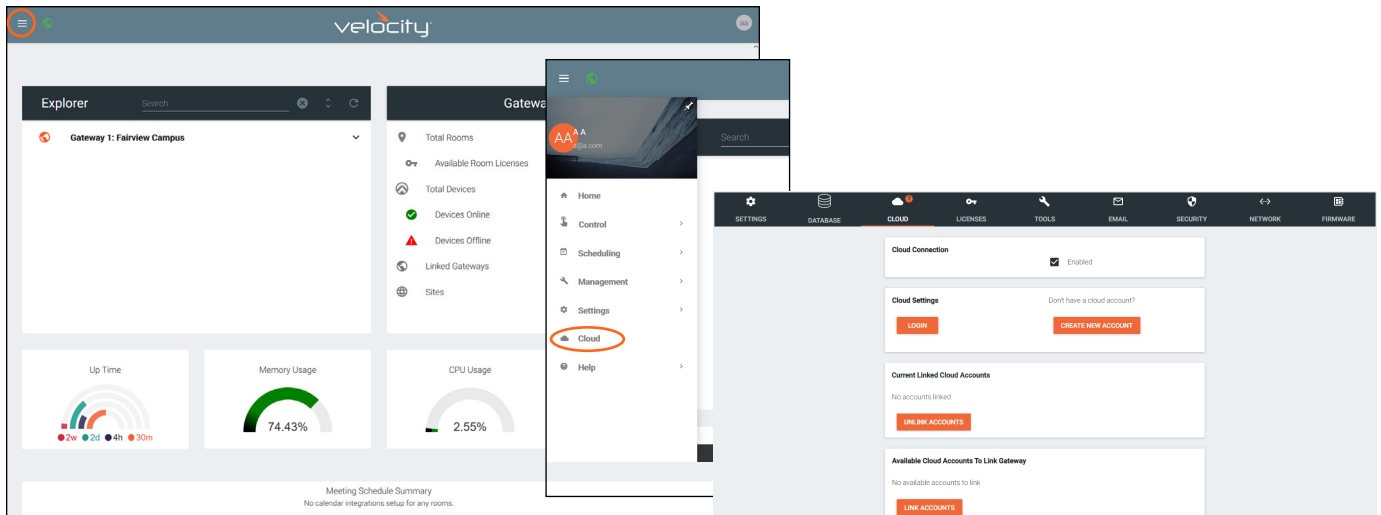 velocity
aa
Explorer
Search
Gateway 1: Fairview Campus
Gatewa
Total Rooms
Available Room Licenses
Total Devices
Devices Online
Devices Offline
Linked Gateways
Sites
Up Time
2w 2d 4h 30m
Memory Usage
74.43%
CPU Usage
2.55%
Meeting Schedule Summary
No calendar integrations setup for any rooms.
AA
A A
@a.com
Search
Home
Control
Scheduling
Management
Settings
Cloud
Help
SETTINGS
DATABASE
CLOUD
LICENSES
TOOLS
EMAIL
SECURITY
NETWORK
FIRMWARE
Cloud Connection
Enabled
Cloud Settings
Don't have a cloud account?
LOGIN
CREATE NEW ACCOUNT
Current Linked Cloud Accounts
No accounts linked
UNLINK ACCOUNTS
Available Cloud Accounts To Link Gateway
No available accounts to link
LINK ACCOUNTS